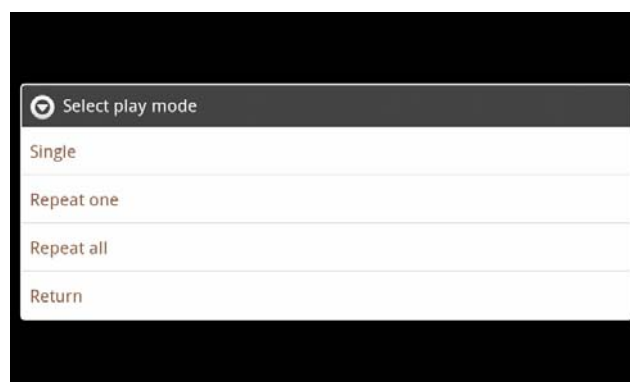 Select play mode
Single
Repeat one
Repeat all
Return